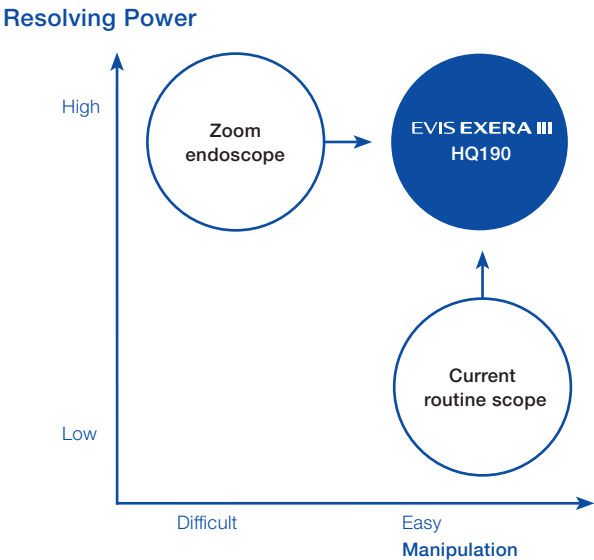 Resolving Power
High
Zoom
endoscope
EVIS EXERA III
HQ190
Current
routine scope
Low
Difficult
Easy
Manipulation